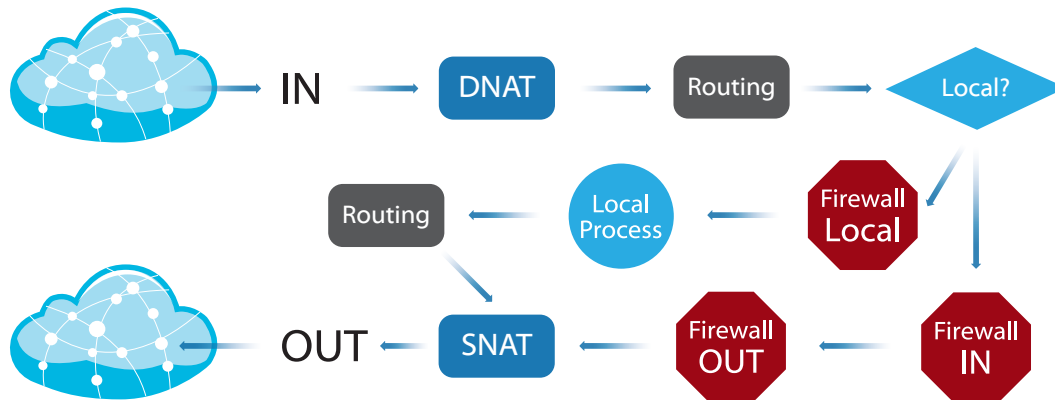 IN
DNAT
Routing
Local?
Routing
Local
Process
Firewall
Local
OUT
SNAT
Firewall
OUT
Firewall
IN